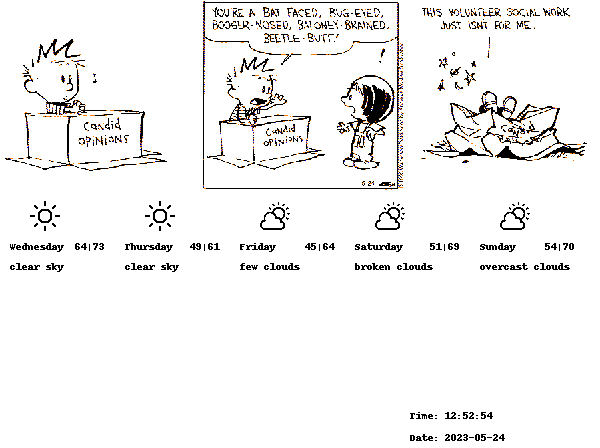 Candid
OPINIONS
YOU'RE A BAT FACED, BUG-EYED,
BOOGER-NOSED, BALONEY-BRAINED,
BEETLE-BUTT!
!
Candid
OPINIONS
5-24
THIS VOLUNTEER SOCIAL WORK
JUST ISN'T FOR ME.
Candid
Wednesday 64|73
Thursday 49|61
Friday 45|64
Saturday 51|69
Sunday 54|70
clear sky
clear sky
few clouds
broken clouds
overcast clouds
Time: 12:52:54
Date: 2023-05-24